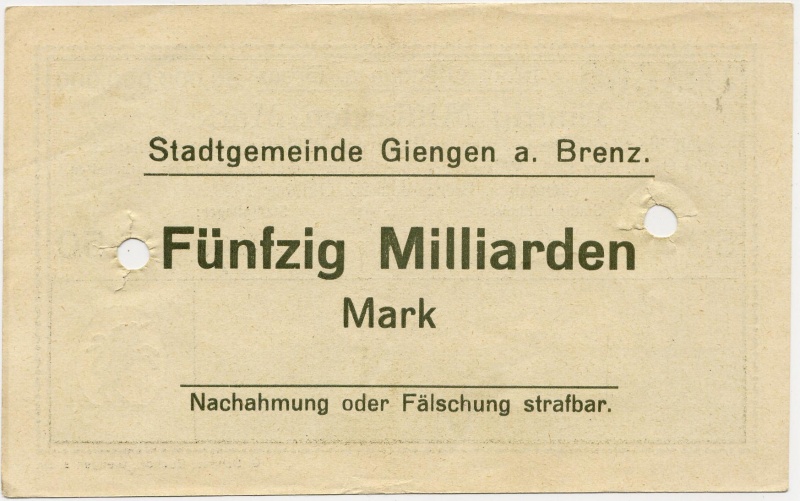 Stadtgemeinde Giengen a. Brenz.
Fünfzig Milliarden
Mark
Nachahmung oder Fälschung strafbar.